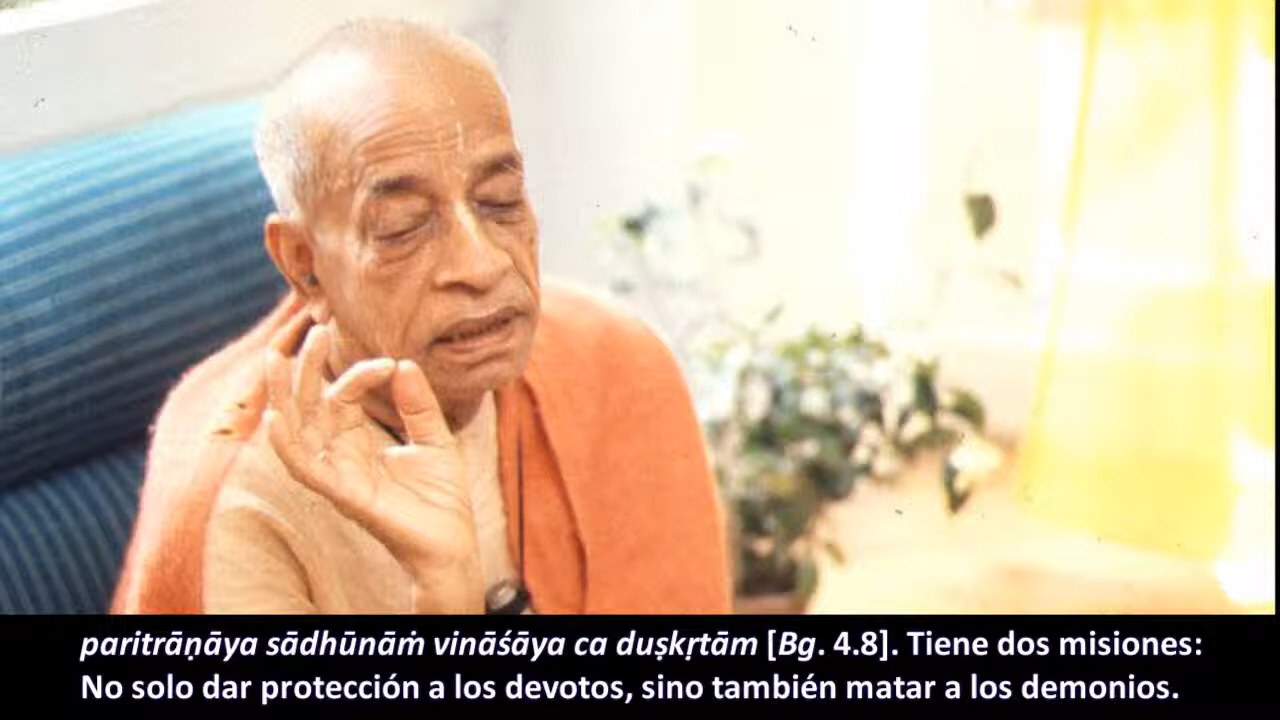 paritrāṇāya sādhūnāṁ vināśāya ca duṣkṛtām [Bg. 4.8]. Tiene dos misiones:
No solo dar protección a los devotos, sino también matar a los demonios.